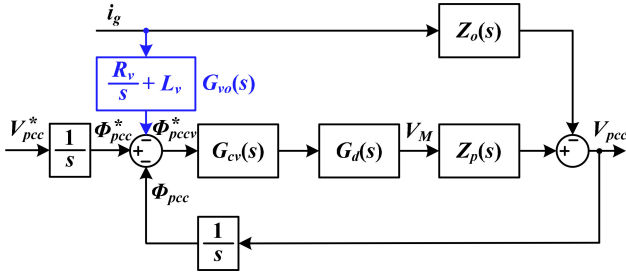 i_g
Z_o(s)
R_v/s + L_v
G_vo(s)
V*_pcc
1/s
Φ*_pcc
Φ*_pccv
+
−
−
G_cv(s)
G_d(s)
V_M
Z_p(s)
+
−
V_pcc
Φ_pcc
1/s